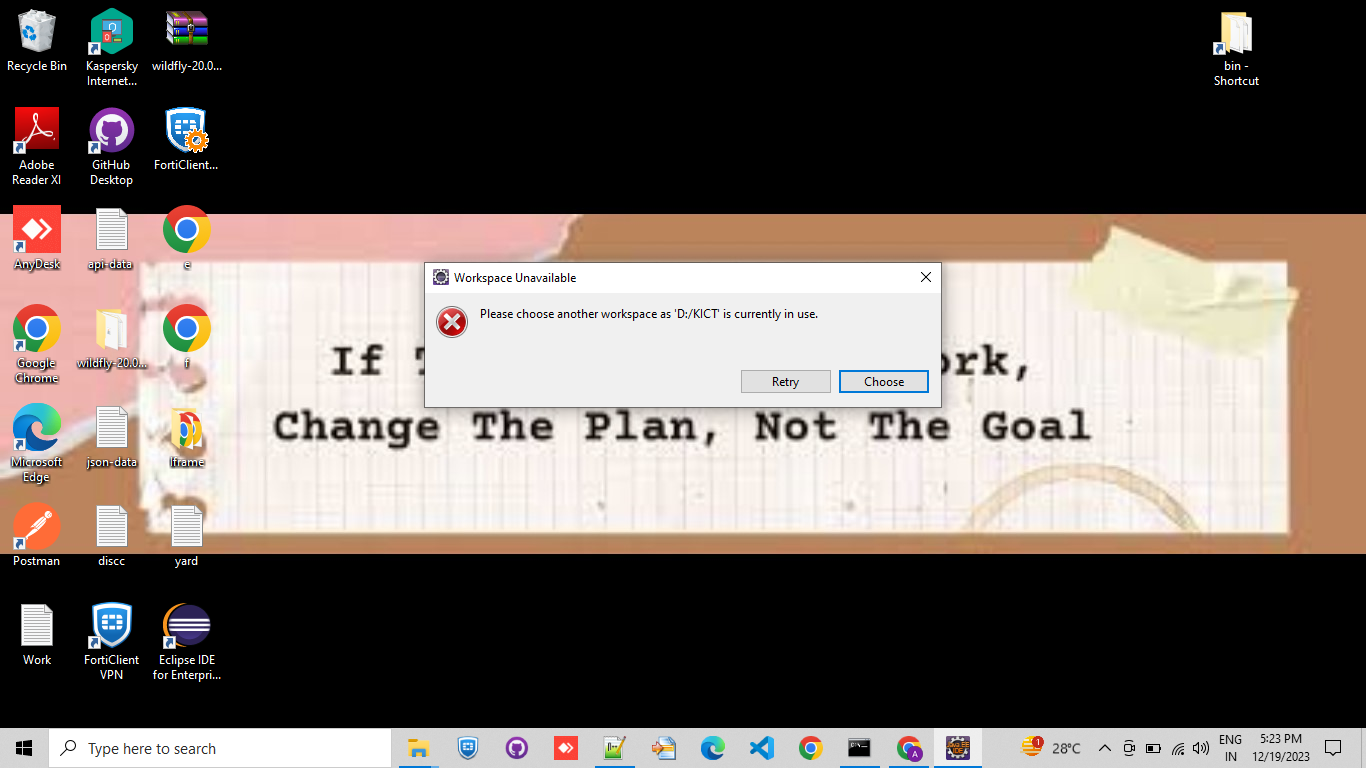 Recycle Bin
Kaspersky
Internet...
wildfly-20.0...
bin -
Shortcut
Adobe
Reader XI
GitHub
Desktop
FortiClient...
AnyDesk
api-data
e
Workspace Unavailable
Please choose another workspace as 'D:/KICT' is currently in use.
Retry
Choose
If T
ork,
Change The Plan, Not The Goal
Google
Chrome
wildfly-20.0...
f
Microsoft
Edge
json-data
Iframe
Postman
discc
yard
Work
FortiClient
VPN
Eclipse IDE
for Enterpri...
Type here to search
A
1
28°C
ENG
IN
5:23 PM
12/19/2023